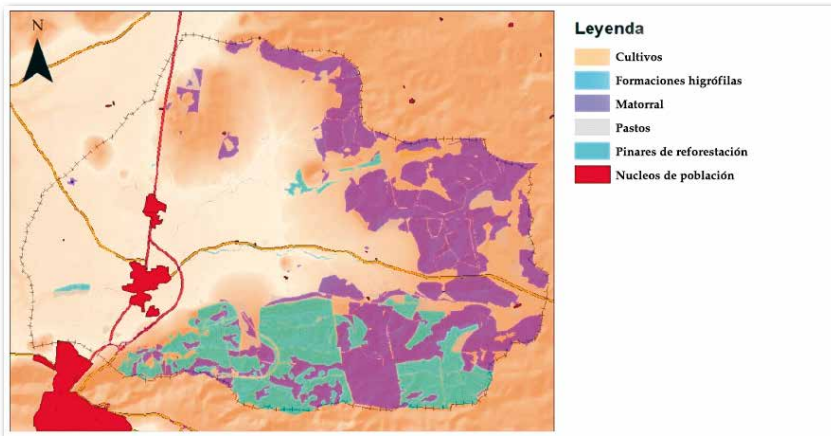 N
Leyenda
Cultivos
Formaciones higrófilas
Matorral
Pastos
Pinares de reforestación
Nucleos de población